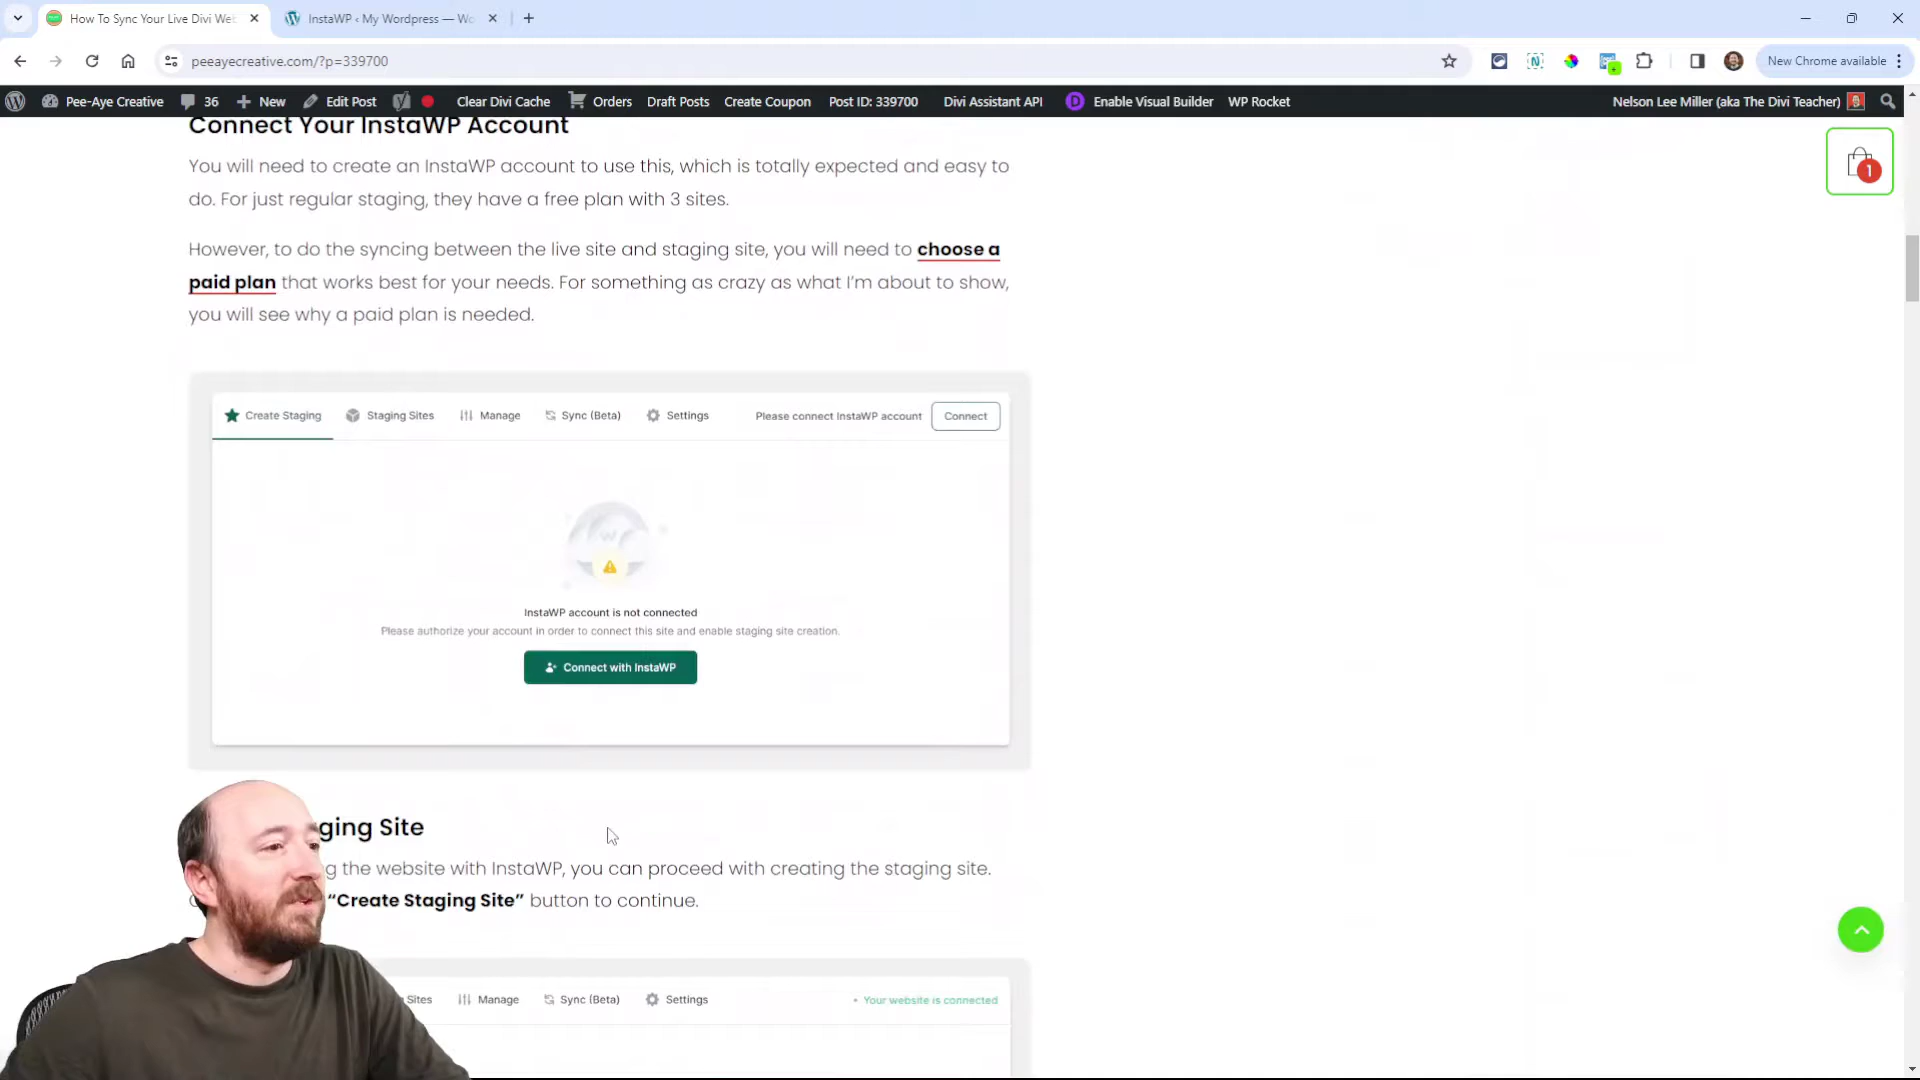 How To Sync Your Live Divi Web
InstaWP ‹ My Wordpress — Wo
peeayecreative.com/?p=339700
New Chrome available
Pee-Aye Creative
36
New
Edit Post
Clear Divi Cache
Orders
Draft Posts
Create Coupon
Post ID: 339700
Divi Assistant API
Enable Visual Builder
WP Rocket
Nelson Lee Miller (aka The Divi Teacher)
1
Connect Your InstaWP Account
You will need to create an InstaWP account to use this, which is totally expected and easy to
do. For just regular staging, they have a free plan with 3 sites.
However, to do the syncing between the live site and staging site, you will need to choose a
paid plan that works best for your needs. For something as crazy as what I'm about to show,
you will see why a paid plan is needed.
Create Staging
Staging Sites
Manage
Sync (Beta)
Settings
Please connect InstaWP account
Connect
InstaWP account is not connected
Please authorize your account in order to connect this site and enable staging site creation.
Connect with InstaWP
ging Site
g the website with InstaWP, you can proceed with creating the staging site.
"Create Staging Site" button to continue.
Sites
Manage
Sync (Beta)
Settings
• Your website is connected